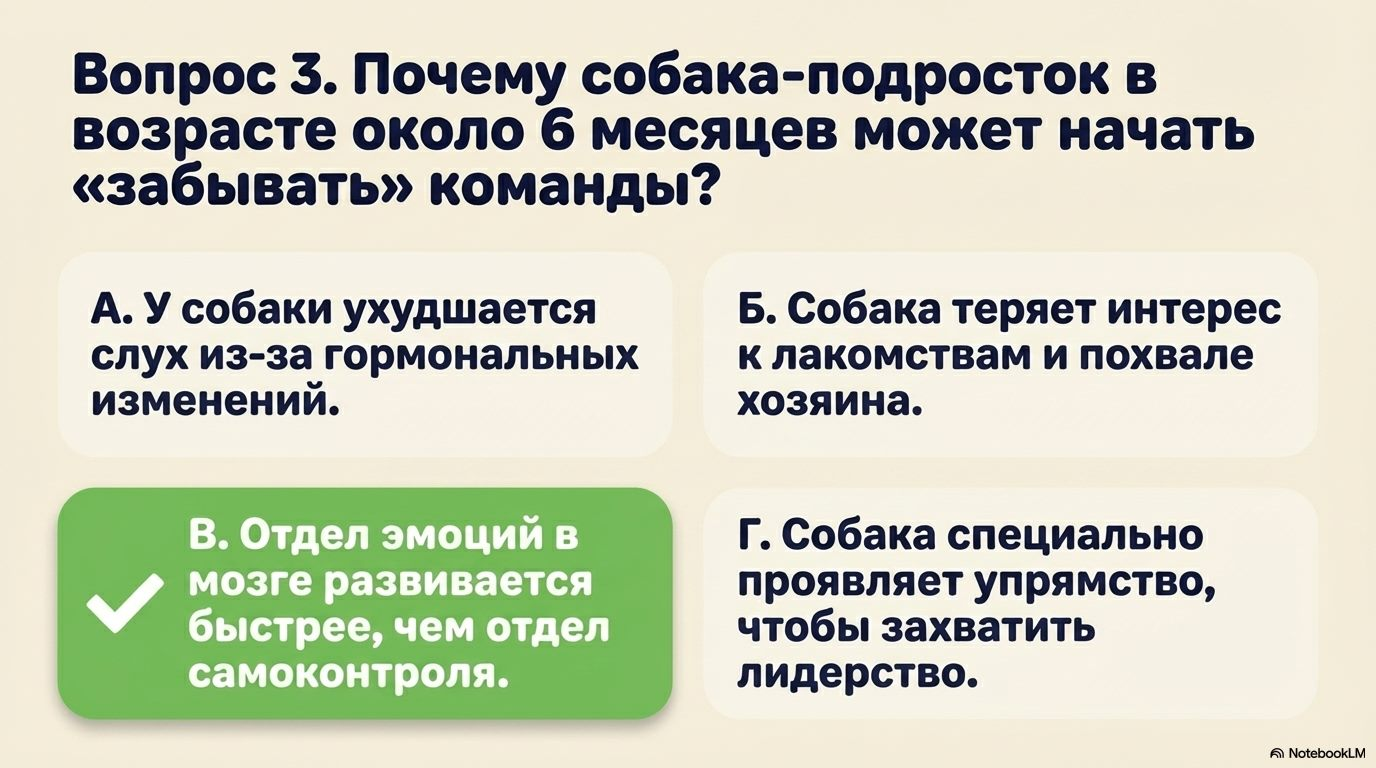 Вопрос 3. Почему собака-подросток в
возрасте около 6 месяцев может начать
«забывать» команды?
А. У собаки ухудшается
слух из-за гормональных
изменений.
Б. Собака теряет интерес
к лакомствам и похвале
хозяина.
В. Отдел эмоций в
мозге развивается
быстрее, чем отдел
самоконтроля.
Г. Собака специально
проявляет упрямство,
чтобы захватить
лидерство.
NotebookLM